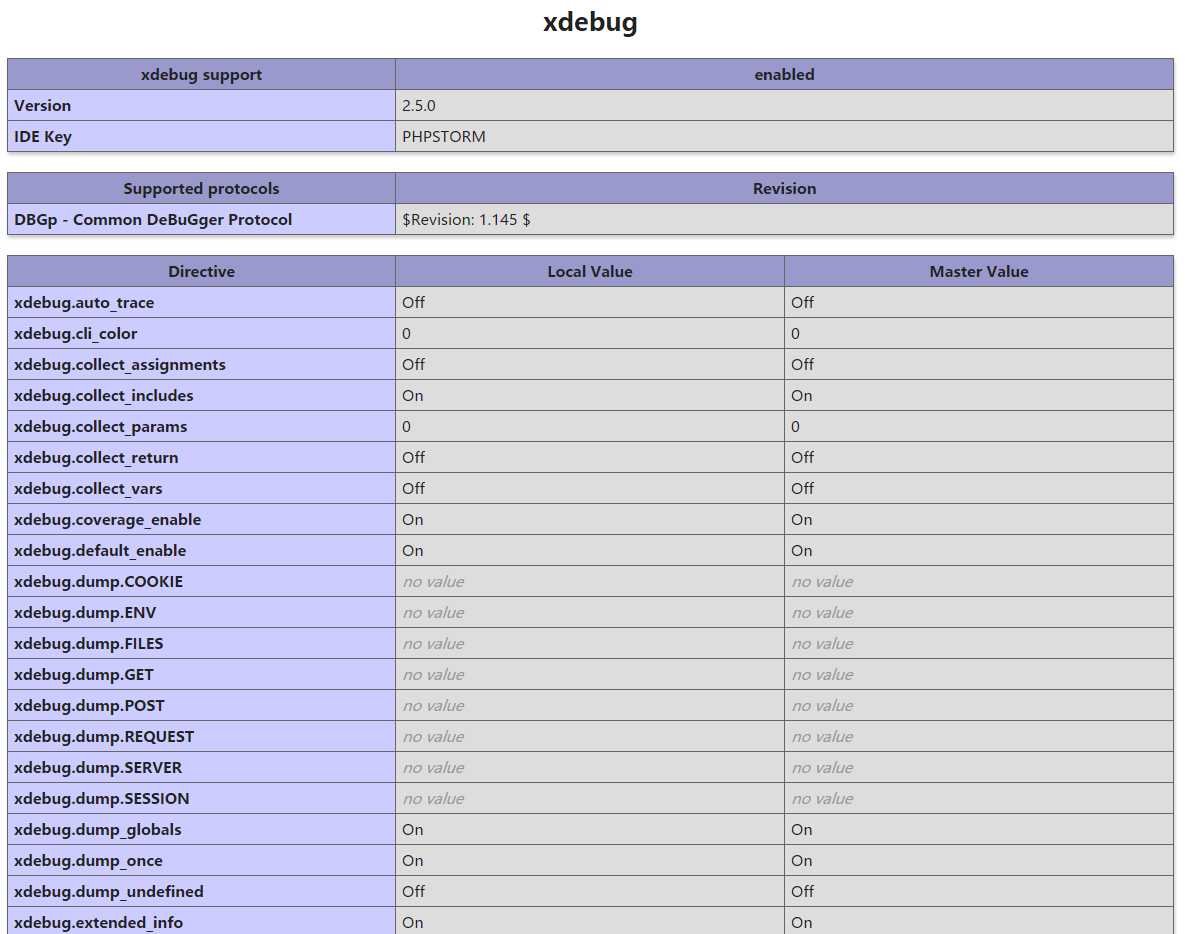 xdebug
xdebug support enabled
Version 2.5.0
IDE Key PHPSTORM
Supported protocols Revision
DBGp - Common DeBuGger Protocol $Revision: 1.145 $
Directive Local Value Master Value
xdebug.auto_trace Off Off
xdebug.cli_color 0 0
xdebug.collect_assignments Off Off
xdebug.collect_includes On On
xdebug.collect_params 0 0
xdebug.collect_return Off Off
xdebug.collect_vars Off Off
xdebug.coverage_enable On On
xdebug.default_enable On On
xdebug.dump.COOKIE no value no value
xdebug.dump.ENV no value no value
xdebug.dump.FILES no value no value
xdebug.dump.GET no value no value
xdebug.dump.POST no value no value
xdebug.dump.REQUEST no value no value
xdebug.dump.SERVER no value no value
xdebug.dump.SESSION no value no value
xdebug.dump_globals On On
xdebug.dump_once On On
xdebug.dump_undefined Off Off
xdebug.extended_info On On